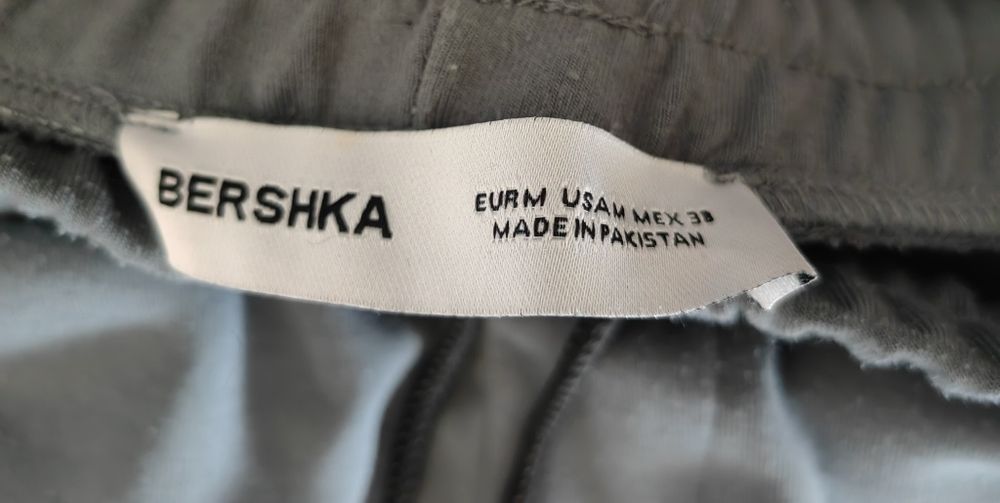 BERSHKA
EUR M USA M MEX 38
MADE IN PAKISTAN